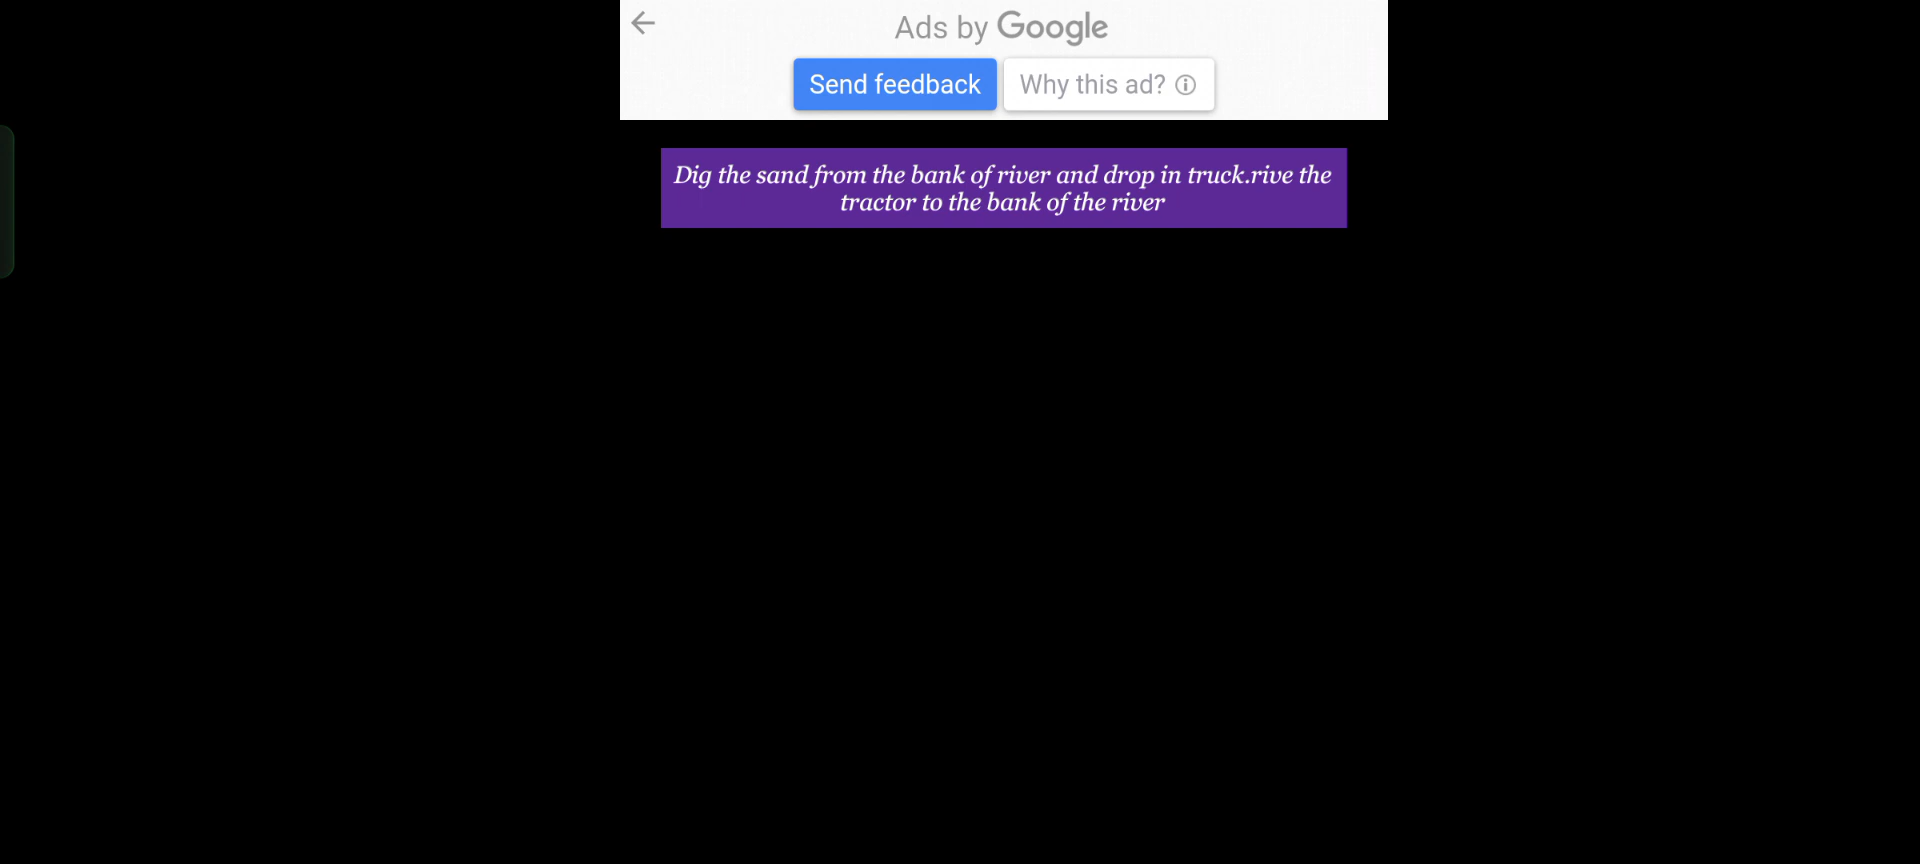 Ads by Google
Send feedback
Why this ad?
Dig the sand from the bank of river and drop in truck.rive the
tractor to the bank of the river